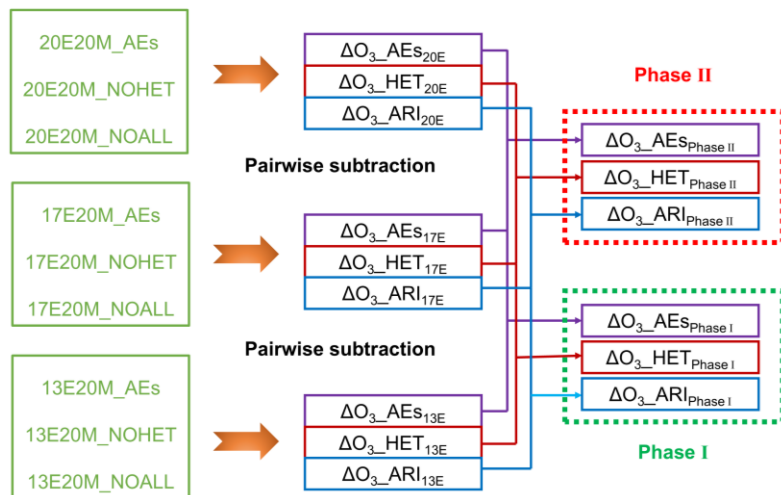 20E20M_AEs
20E20M_NOHET
20E20M_NOALL
ΔO₃_AEs₂₀E
ΔO₃_HET₂₀E
ΔO₃_ARI₂₀E
Pairwise subtraction
17E20M_AEs
17E20M_NOHET
17E20M_NOALL
ΔO₃_AEs₁₇E
ΔO₃_HET₁₇E
ΔO₃_ARI₁₇E
Pairwise subtraction
13E20M_AEs
13E20M_NOHET
13E20M_NOALL
ΔO₃_AEs₁₃E
ΔO₃_HET₁₃E
ΔO₃_ARI₁₃E
Phase II
ΔO₃_AEsPhase II
ΔO₃_HETPhase II
ΔO₃_ARIPhase II
ΔO₃_AEsPhase I
ΔO₃_HETPhase I
ΔO₃_ARIPhase I
Phase I